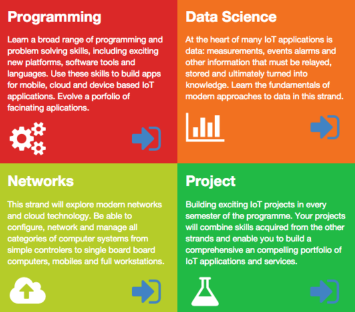 Programming
Learn a broad range of programming and
problem solving skills, including exciting
new platforms, software tools and
languages. Use these skills to build apps
for mobile, cloud and device based IoT
applications. Evolve a porfolio of
facinating aplications.
Data Science
At the heart of many IoT applications is
data: measurements, events alarms and
other information that must be relayed,
stored and ultimately turned into
knowledge. Learn the fundamentals of
modern approaches to data in this strand.
Networks
This strand will explore modern networks
and cloud technology. Be able to
configure, network and manage all
categories of computer systems from
simple controlers to single board board
computers, mobiles and full workstations.
Project
Building exciting IoT projects in every
semester of the programme. Your projects
will combine skills acquired from the other
strands and enable you to build a
comprehensive an compelling portfolio of
IoT applications and services.